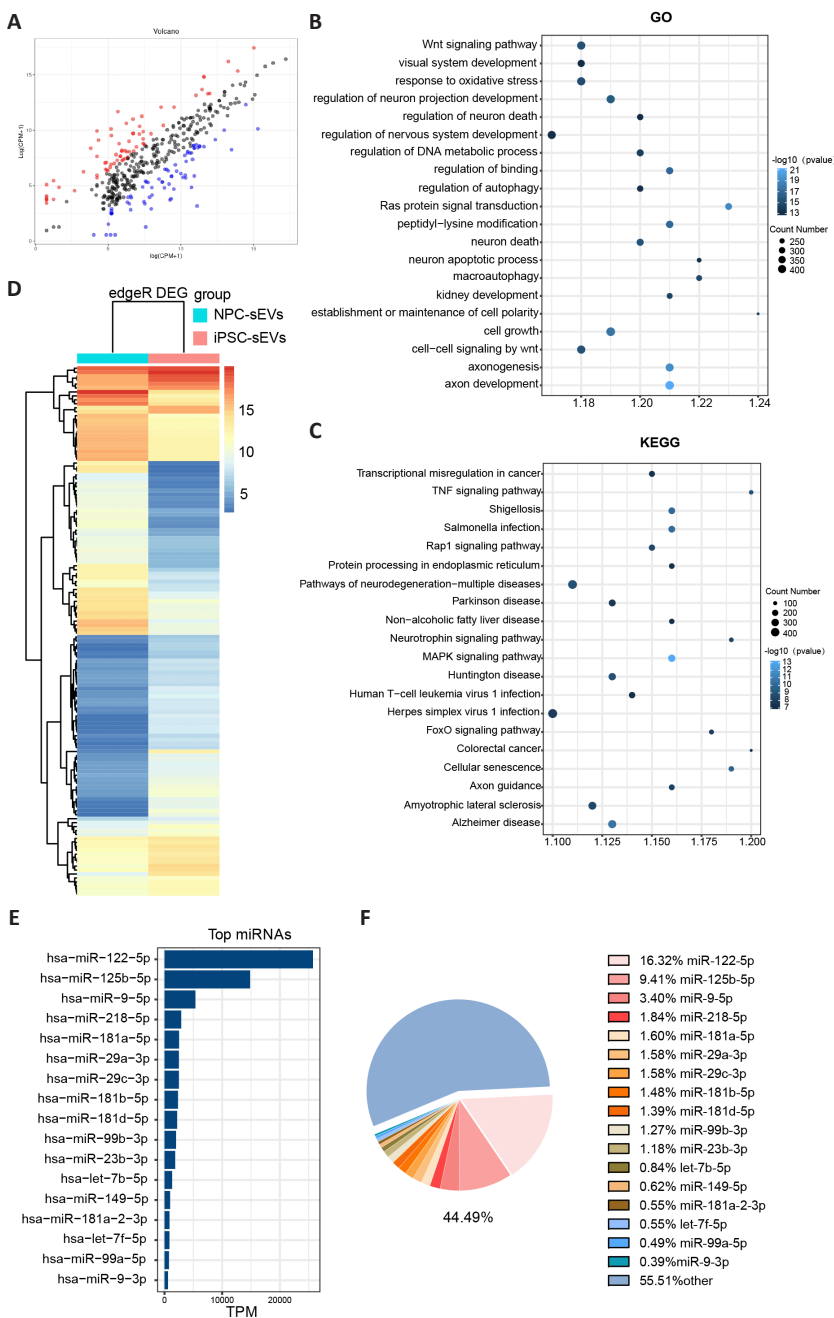 A
Volcano
Log(CPM+1)
15
10
5
0
0
5
10
15
log(CPM+1)
B
GO
Wnt signaling pathway
visual system development
response to oxidative stress
regulation of neuron projection development
regulation of neuron death
regulation of nervous system development
regulation of DNA metabolic process
regulation of binding
regulation of autophagy
Ras protein signal transduction
peptidyl−lysine modification
neuron death
neuron apoptotic process
macroautophagy
kidney development
establishment or maintenance of cell polarity
cell growth
cell−cell signaling by wnt
axonogenesis
axon development
1.18
1.20
1.22
1.24
-log10（pvalue)
21
19
17
15
13
Count Number
250
300
350
400
C
KEGG
Transcriptional misregulation in cancer
TNF signaling pathway
Shigellosis
Salmonella infection
Rap1 signaling pathway
Protein processing in endoplasmic reticulum
Pathways of neurodegeneration−multiple diseases
Parkinson disease
Non−alcoholic fatty liver disease
Neurotrophin signaling pathway
MAPK signaling pathway
Huntington disease
Human T−cell leukemia virus 1 infection
Herpes simplex virus 1 infection
FoxO signaling pathway
Colorectal cancer
Cellular senescence
Axon guidance
Amyotrophic lateral sclerosis
Alzheimer disease
1.100
1.125
1.150
1.175
1.200
Count Number
100
200
300
400
-log10（pvalue)
13
12
11
10
9
8
7
D
edgeR DEG
group
NPC-sEVs
iPSC-sEVs
15
10
5
E
Top miRNAs
hsa−miR−122−5p
hsa−miR−125b−5p
hsa−miR−9−5p
hsa−miR−218−5p
hsa−miR−181a−5p
hsa−miR−29a−3p
hsa−miR−29c−3p
hsa−miR−181b−5p
hsa−miR−181d−5p
hsa−miR−99b−3p
hsa−miR−23b−3p
hsa−let−7b−5p
hsa−miR−149−5p
hsa−miR−181a−2−3p
hsa−let−7f−5p
hsa−miR−99a−5p
hsa−miR−9−3p
0
10000
20000
TPM
F
44.49%
16.32% miR-122-5p
9.41% miR-125b-5p
3.40% miR-9-5p
1.84% miR-218-5p
1.60% miR-181a-5p
1.58% miR-29a-3p
1.58% miR-29c-3p
1.48% miR-181b-5p
1.39% miR-181d-5p
1.27% miR-99b-3p
1.18% miR-23b-3p
0.84% let-7b-5p
0.62% miR-149-5p
0.55% miR-181a-2-3p
0.55% let-7f-5p
0.49% miR-99a-5p
0.39%miR-9-3p
55.51%other